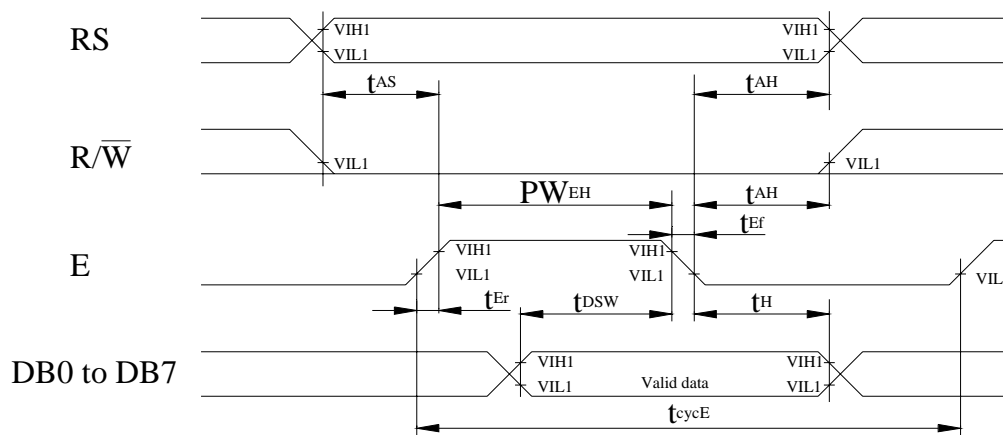 RS
VIH1 VIH1
VIL1 VIL1
tAS tAH
R/W̅
VIL1 VIL1
PWEH tAH
tEf
E
VIH1 VIH1
VIL1 VIL1 VIL
tEr tDSW tH
DB0 to DB7
VIH1 VIH1
VIL1 Valid data VIL1
tcycE